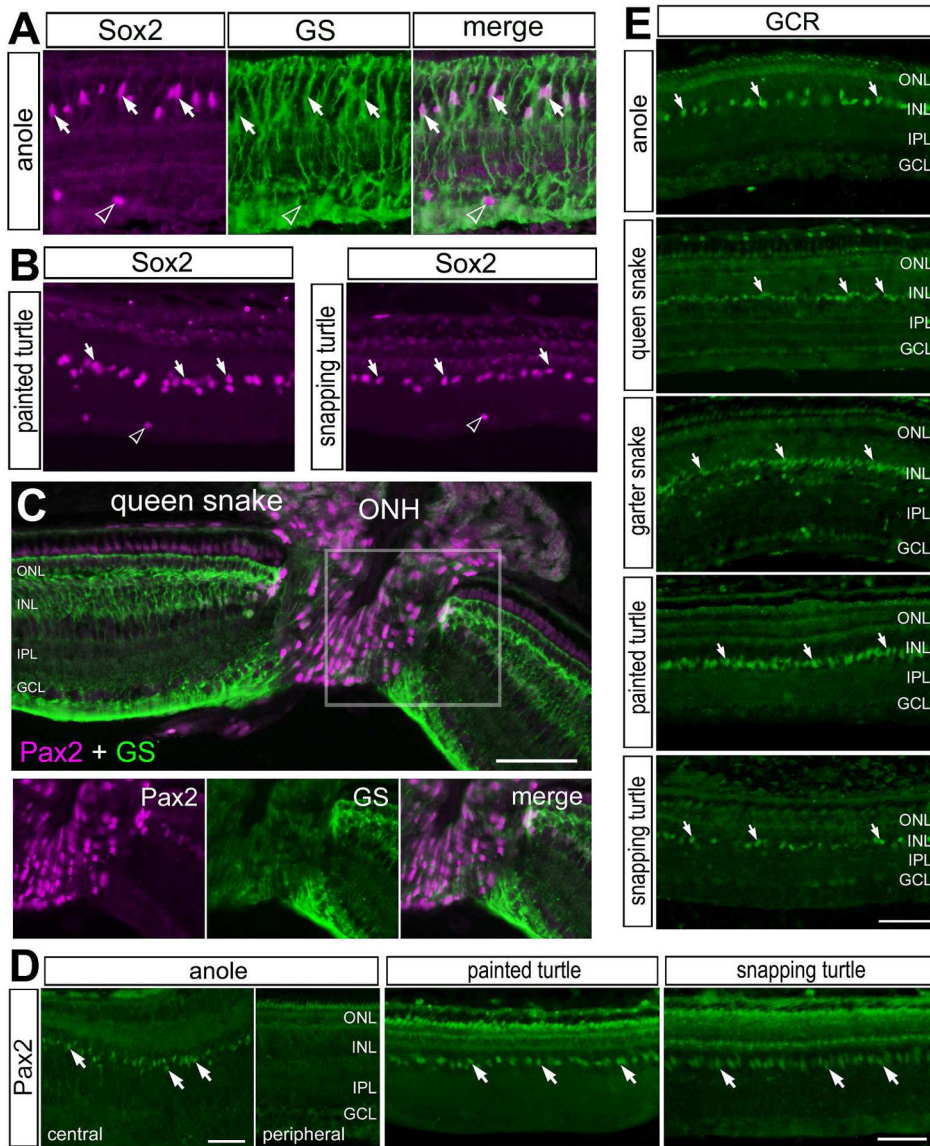 A
Sox2
GS
merge
anole
B
Sox2
Sox2
painted turtle
snapping turtle
C
queen snake
ONH
ONL
INL
IPL
GCL
Pax2 + GS
Pax2
GS
merge
D
anole
painted turtle
snapping turtle
Pax2
ONL
INL
IPL
GCL
central
peripheral
E
GCR
anole
ONL
INL
IPL
GCL
queen snake
ONL
INL
IPL
GCL
garter snake
ONL
INL
IPL
GCL
painted turtle
ONL
INL
IPL
GCL
snapping turtle
ONL
INL
IPL
GCL